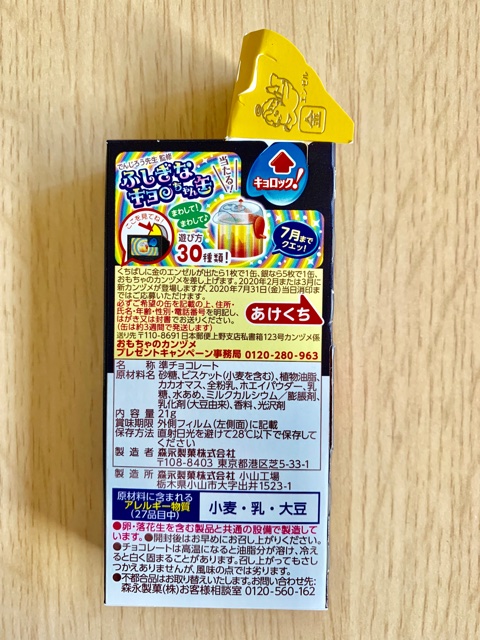 エンゼル
金
でんじろう先生 監修
ふしぎな
キョロちゃん缶
当たる!!
キョロック!
ここを見てね!
まわして!
まわして♪
遊び方
30種類!
7月まで
クエッ!
くちばしに金のエンゼルが出たら1枚で1缶、銀なら5枚で1缶、
おもちゃのカンヅメを差し上げます。2020年2月または3月に
新カンヅメが登場しますが、2020年7月31日(金)当日消印ま
ではご応募いただけます。
必ずご希望の缶を記載の上、住所・
氏名・年齢・性別・電話番号を明記し、
はがき又は封書でお送りください。
(缶は約3週間で発送します)
あけくち
送り先 〒110-8691 日本郵便上野支店私書箱123号カンヅメ係
おもちゃのカンヅメ
プレゼントキャンペーン事務局 0120-280-963
名称 準チョコレート
原材料名 砂糖、ビスケット(小麦を含む)、植物油脂、
カカオマス、全粉乳、ホエイパウダー、乳
糖、水あめ、ミルクカルシウム/膨脹剤、
乳化剤(大豆由来)、香料、光沢剤
内容量 21g
賞味期限 外側フィルム(左側面)に記載
保存方法 直射日光を避けて28℃以下で保存して
ください
製造者 森永製菓株式会社
〒108-8403 東京都港区芝5-33-1
製造所 森永製菓株式会社 小山工場
栃木県小山市大字出井1523-1
原材料に含まれる
アレルギー物質
(27品目中)
小麦・乳・大豆
●卵・落花生を含む製品と共通の設備で製造してい
ます。●開封後はお早めにお召し上がりください。
●チョコレートは高温になると油脂分が溶け、冷え
ると白く固まることがあります。召し上がってもさし
つかえありませんが、風味の点では劣ります。
●不都合品はお取り替えいたします。お問い合わせ先:
森永製菓(株)お客様相談室 0120-560-162